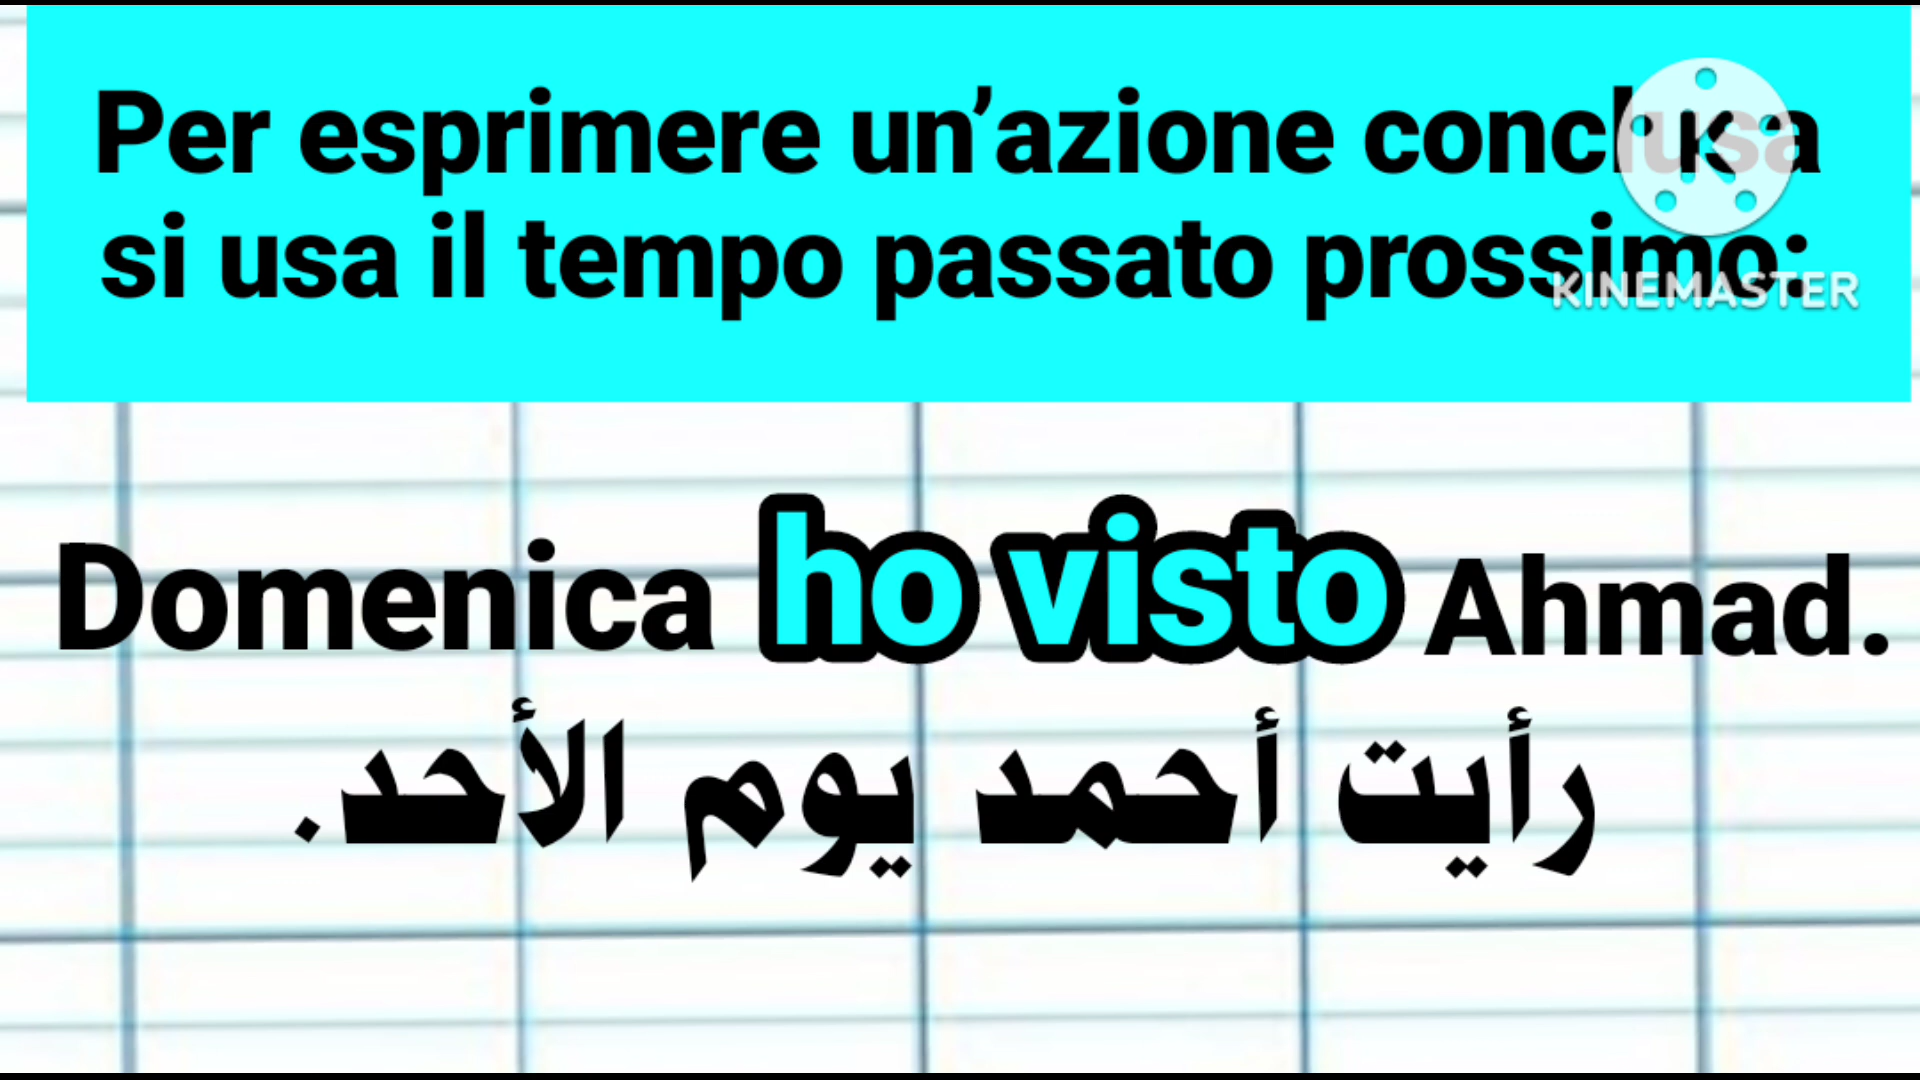 Per esprimere un’azione conclusa
si usa il tempo passato prossimo:
KINEMASTER
Domenica ho visto Ahmad.
رأيت أحمد يوم الأحد.